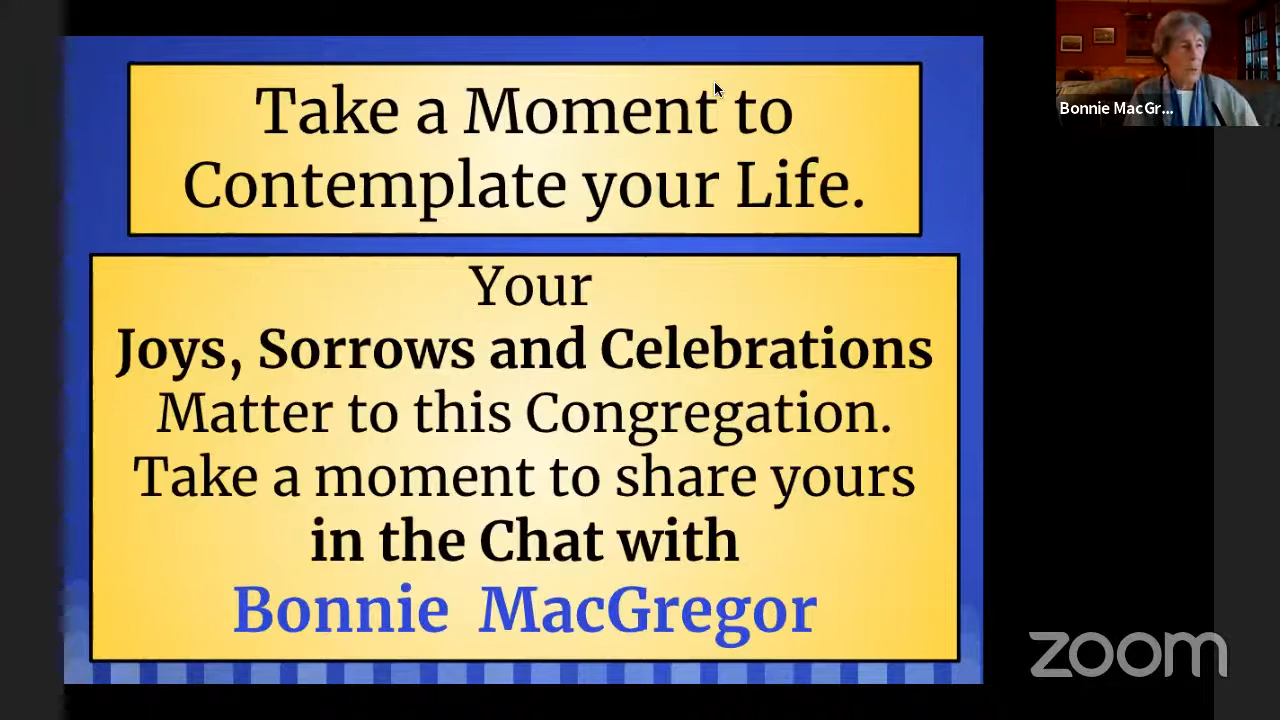 Take a Moment to
Contemplate your Life.
Your
Joys, Sorrows and Celebrations
Matter to this Congregation.
Take a moment to share yours
in the Chat with
Bonnie MacGregor
Bonnie MacGr...
zoom